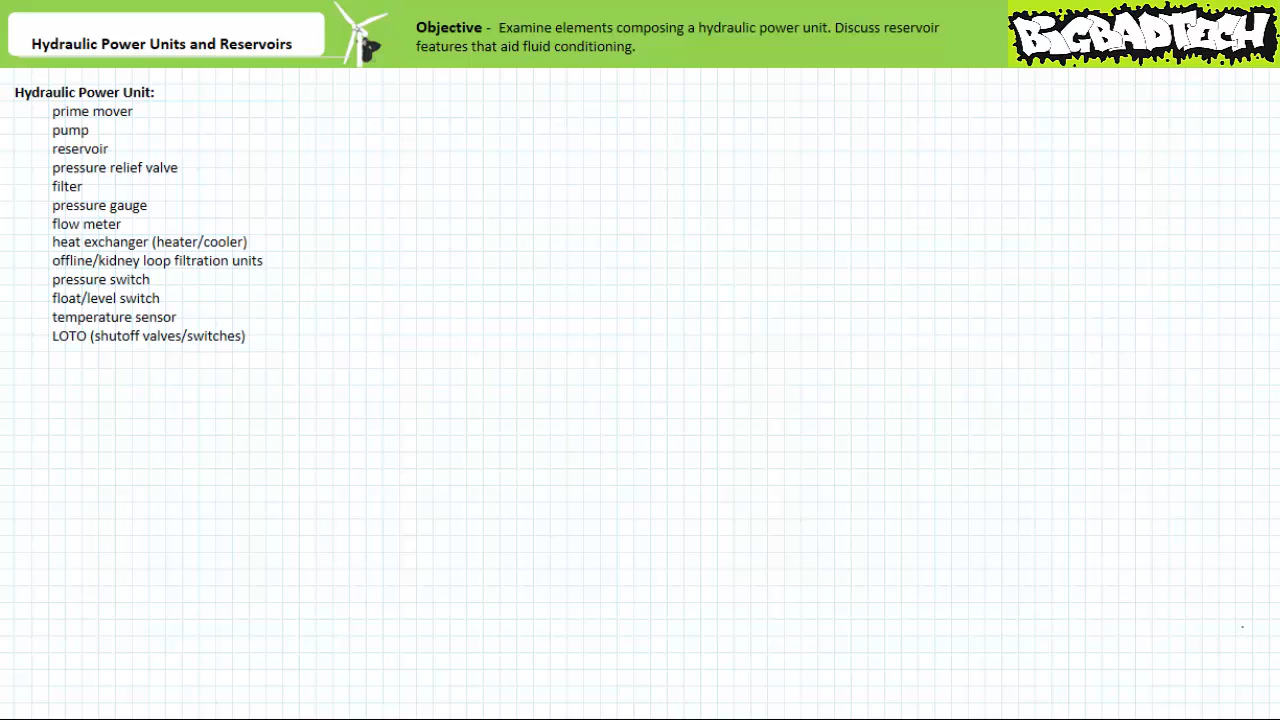 Hydraulic Power Units and Reservoirs
Objective - Examine elements composing a hydraulic power unit. Discuss reservoir
features that aid fluid conditioning.
BIGBADTECH
Hydraulic Power Unit:
prime mover
pump
reservoir
pressure relief valve
filter
pressure gauge
flow meter
heat exchanger (heater/cooler)
offline/kidney loop filtration units
pressure switch
float/level switch
temperature sensor
LOTO (shutoff valves/switches)